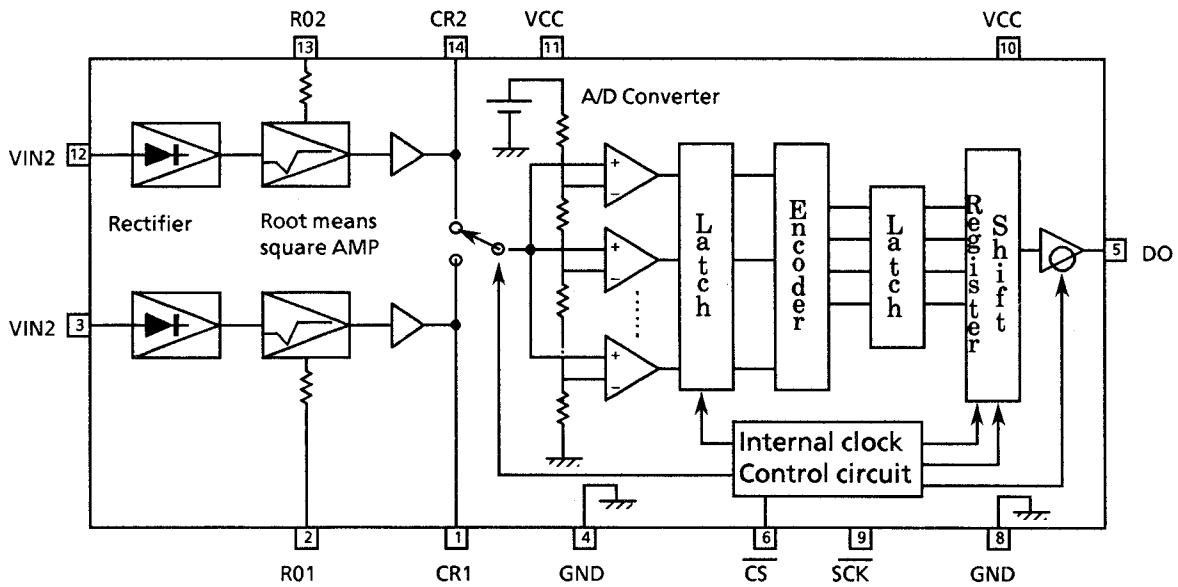 R02
CR2
VCC
VCC
13
14
11
10
A/D Converter
VIN2
12
+
−
Rectifier
Root means
square AMP
+
−
Latch
Encoder
Latch
Register
Shift
5
DO
VIN2
3
+
−
Internal clock
Control circuit
2
1
4
6
9
8
R01
CR1
GND
CS
SCK
GND